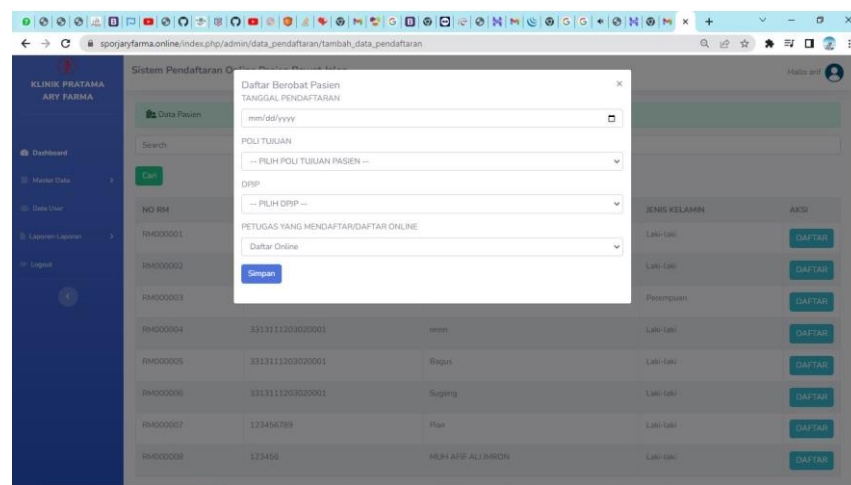 sporjaryfarma.online/index.php/admin/data_pendaftaran/tambah_data_pendaftaran
KLINIK PRATAMA
ARY FARMA
Sistem Pendaftaran Online Pasien Rawat Jalan
Hallo arif
Daftar Berobat Pasien
×
TANGGAL PENDAFTARAN
mm/dd/yyyy
POLI TUJUAN
-- PILIH POLI TUJUAN PASIEN --
DPJP
-- PILIH DPJP --
PETUGAS YANG MENDAFTAR/DAFTAR ONLINE
Daftar Online
Simpan
Data Pasien
Search
Cari
Dashboard
Master Data
Data User
Laporan Laporan
Logout
NO RM JENIS KELAMIN AKSI
RM000001 Laki-laki DAFTAR
RM000002 Laki-laki DAFTAR
RM000003 Perempuan DAFTAR
RM000004 3313111203020001 Laki-laki DAFTAR
RM000005 3313111203020001 Bagus Laki-laki DAFTAR
RM000006 3313111203020001 Sugeng Laki-laki DAFTAR
RM000007 123456789 Pian Laki-laki DAFTAR
RM000008 123456 MUH AFIF ALI IMRON Laki-laki DAFTAR